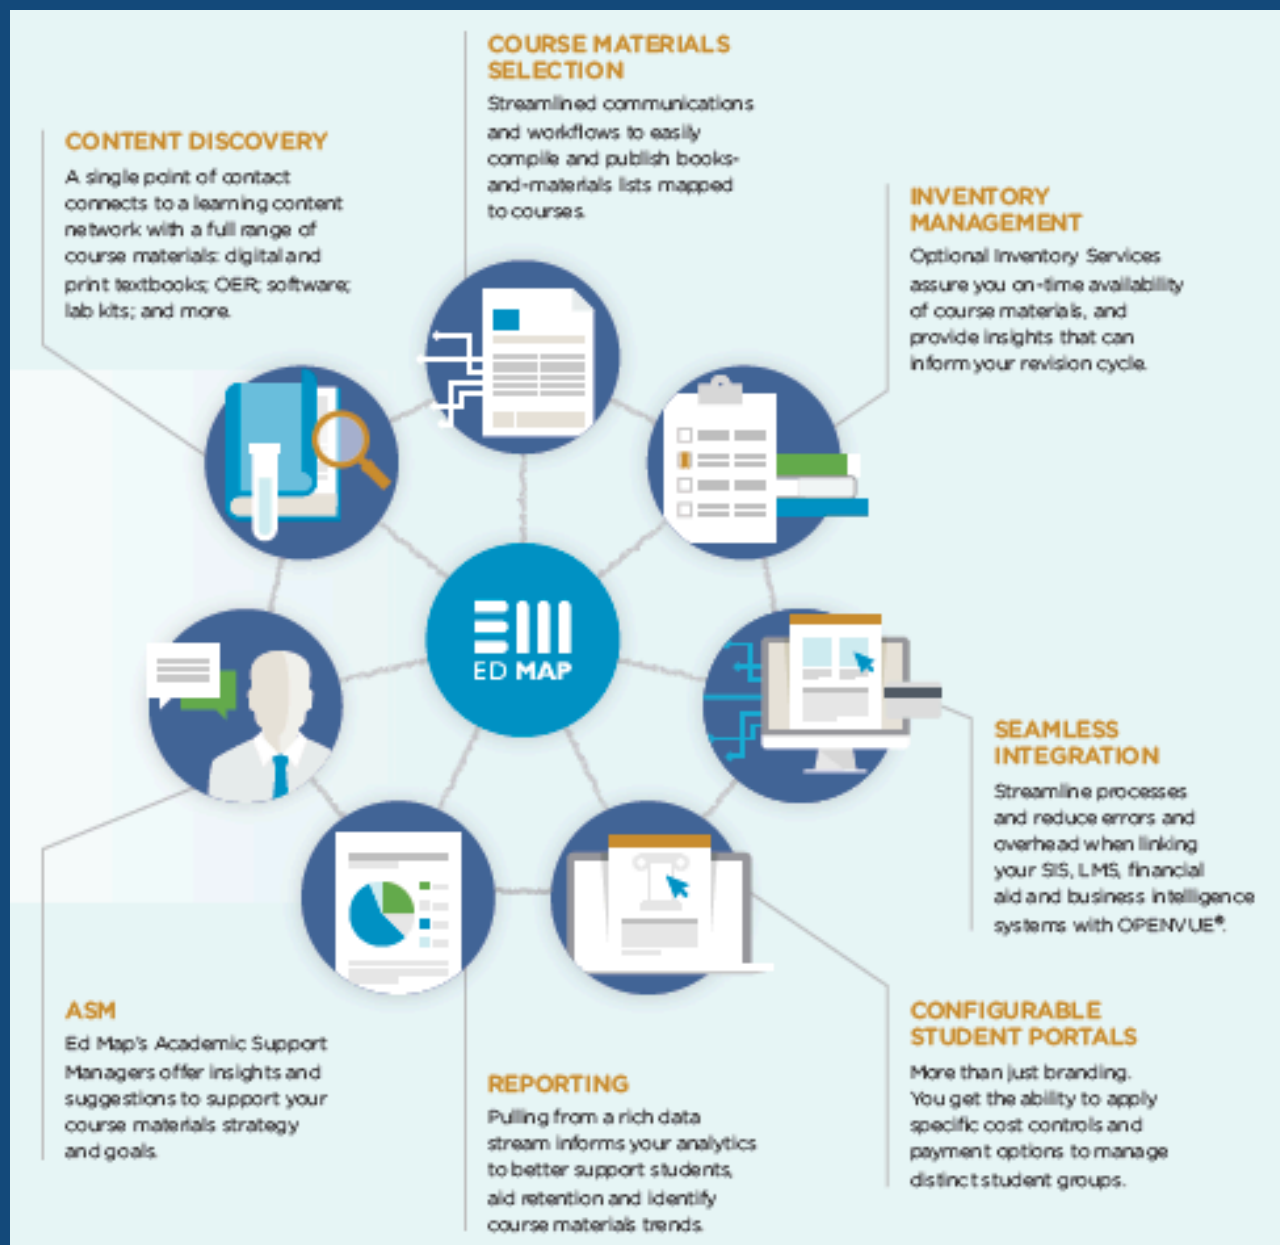 COURSE MATERIALS
SELECTION
Streamlined communications
and workflows to easily
compile and publish books-
and-materials lists mapped
to courses.
CONTENT DISCOVERY
A single point of contact
connects to a learning content
network with a full range of
course materials: digital and
print textbooks; OER; software;
lab kits; and more.
INVENTORY
MANAGEMENT
Optional Inventory Services
assure you on-time availability
of course materials, and
provide insights that can
inform your revision cycle.
EM
ED MAP
SEAMLESS
INTEGRATION
Streamline processes
and reduce errors and
overhead when linking
your SIS, LMS, financial
aid and business intelligence
systems with OPENVUE®.
ASM
Ed Map's Academic Support
Managers offer insights and
suggestions to support your
course materials strategy
and goals.
REPORTING
Pulling from a rich data
stream informs your analytics
to better support students,
aid retention and identify
course materials trends.
CONFIGURABLE
STUDENT PORTALS
More than just branding.
You get the ability to apply
specific cost controls and
payment options to manage
distinct student groups.